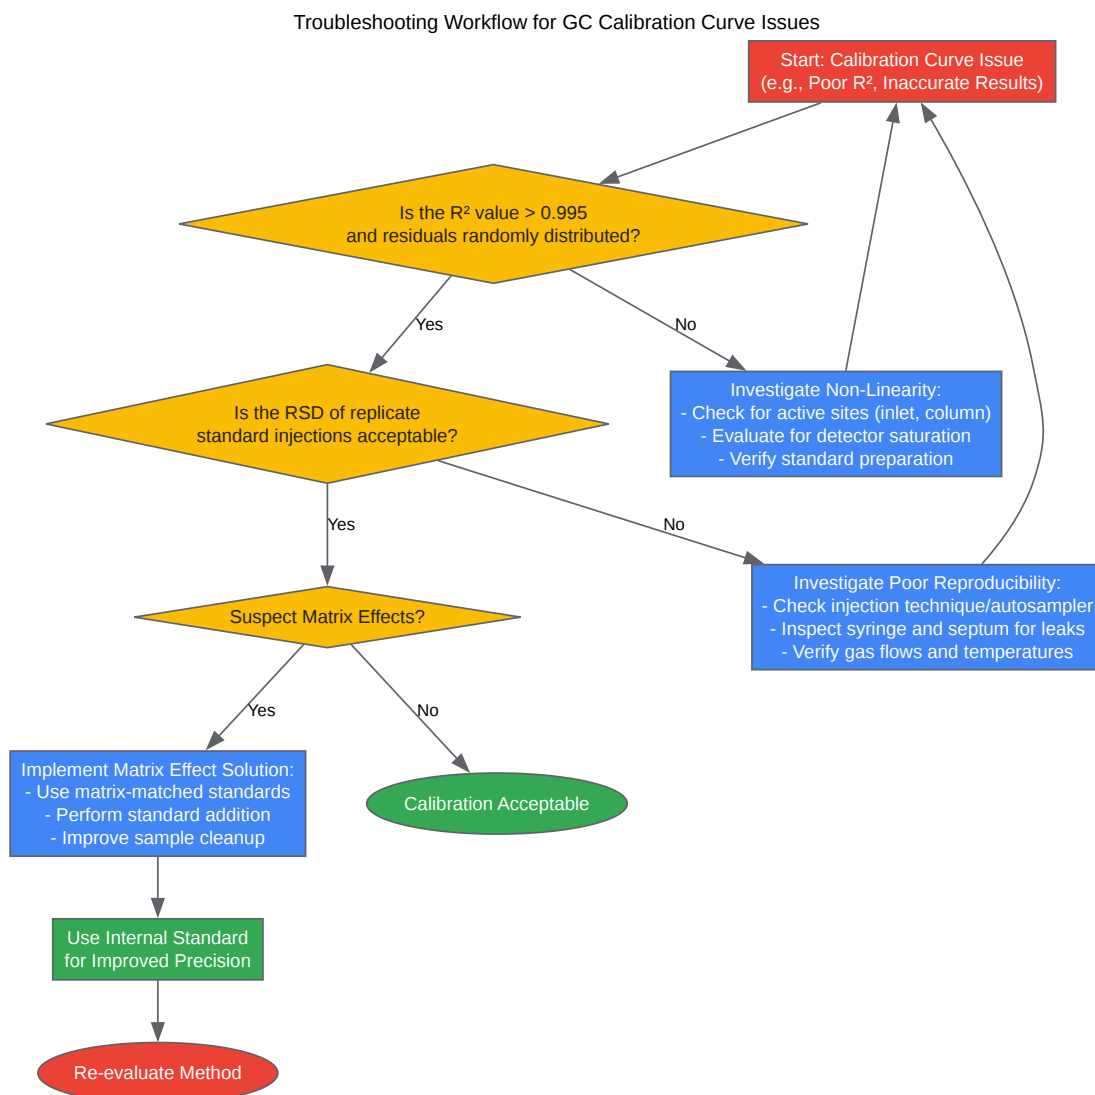 Troubleshooting Workflow for GC Calibration Curve Issues
Start: Calibration Curve Issue
(e.g., Poor R², Inaccurate Results)
Is the R² value > 0.995
and residuals randomly distributed?
Yes
No
Investigate Non-Linearity:
- Check for active sites (inlet, column)
- Evaluate for detector saturation
- Verify standard preparation
Is the RSD of replicate
standard injections acceptable?
Yes
No
Investigate Poor Reproducibility:
- Check injection technique/autosampler
- Inspect syringe and septum for leaks
- Verify gas flows and temperatures
Suspect Matrix Effects?
Yes
No
Implement Matrix Effect Solution:
- Use matrix-matched standards
- Perform standard addition
- Improve sample cleanup
Calibration Acceptable
Use Internal Standard
for Improved Precision
Re-evaluate Method